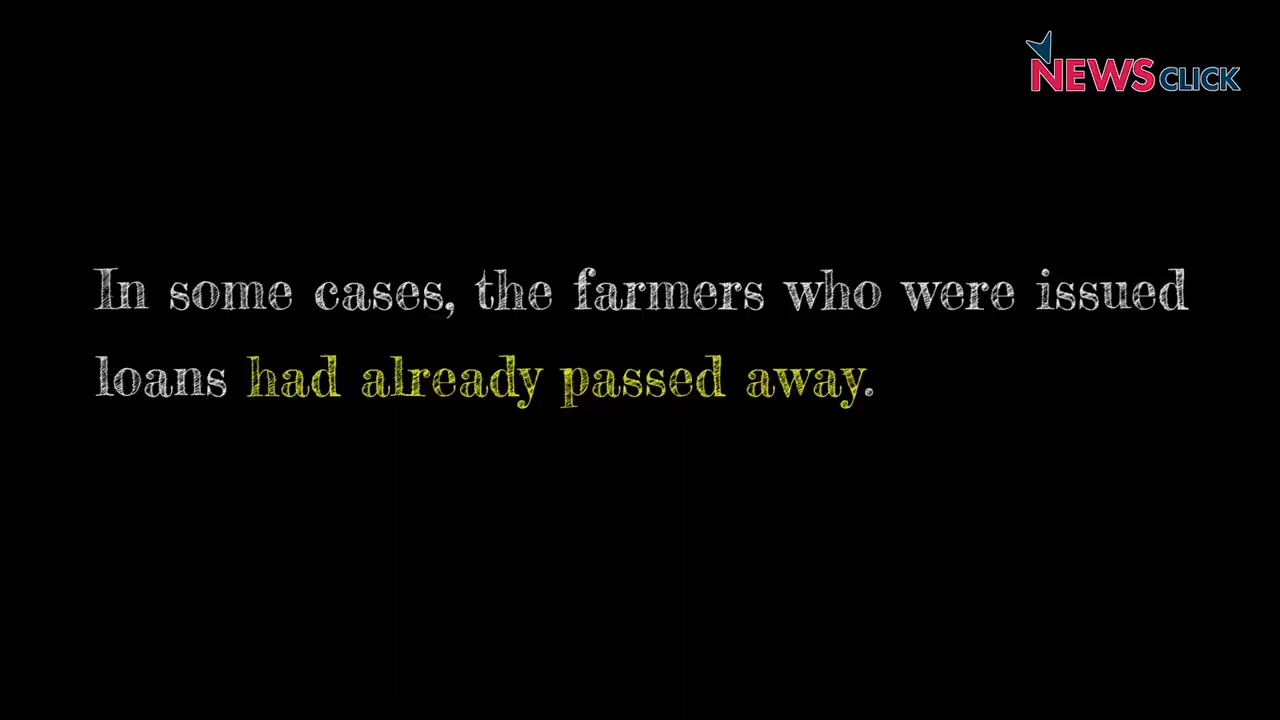 NEWSCLICK
In some cases, the farmers who were issued
loans had already passed away.